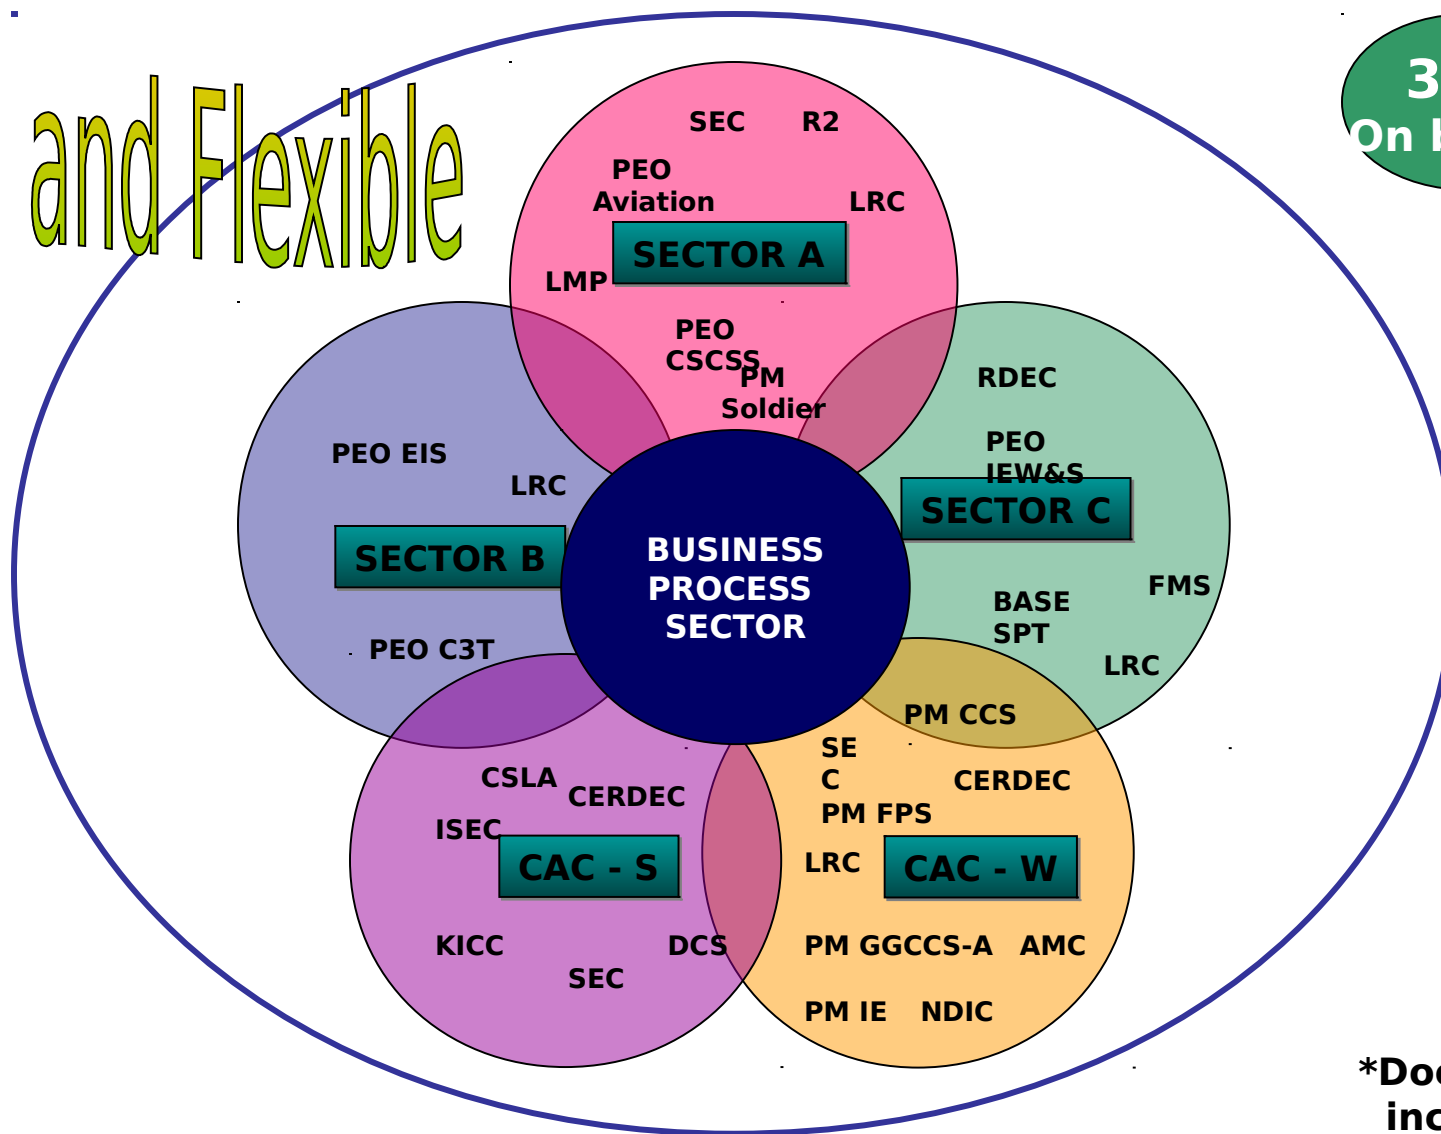 and Flexible
3
On b
SEC R2
PEO
Aviation
LRC
SECTOR A
LMP
PEO
CSCSS
PM
Soldier
PEO EIS
LRC
SECTOR B
PEO C3T
RDEC
PEO
IEW&S
SECTOR C
FMS
BASE
SPT
LRC
BUSINESS
PROCESS
SECTOR
CSLA
CERDEC
ISEC
CAC - S
KICC
DCS
SEC
PM CCS
SE
C
CERDEC
PM FPS
LRC
CAC - W
PM GGCCS-A AMC
PM IE NDIC
*Doe
inc